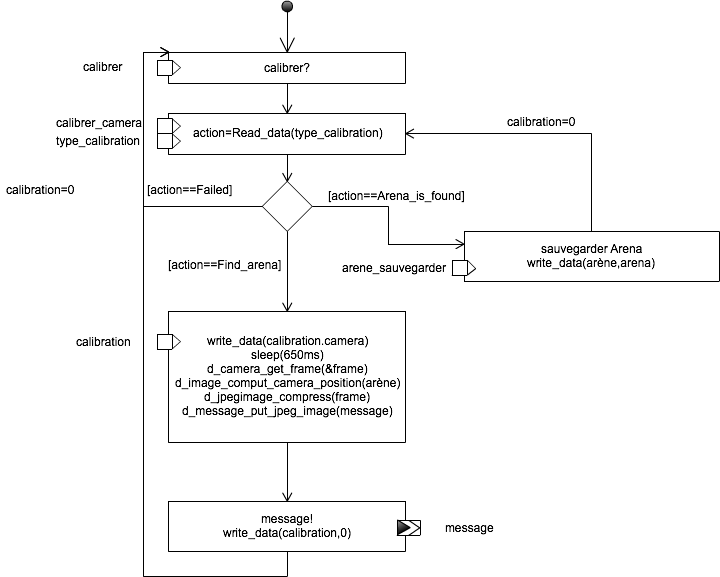 calibrer
calibrer?
calibrer_camera
type_calibration
action=Read_data(type_calibration)
calibration=0
calibration=0
[action==Failed]
[action==Arena_is_found]
sauvegarder Arena
write_data(arène,arena)
arene_sauvegarder
[action==Find_arena]
calibration
write_data(calibration.camera)
sleep(650ms)
d_camera_get_frame(&frame)
d_image_comput_camera_position(arène)
d_jpegimage_compress(frame)
d_message_put_jpeg_image(message)
message!
write_data(calibration,0)
message